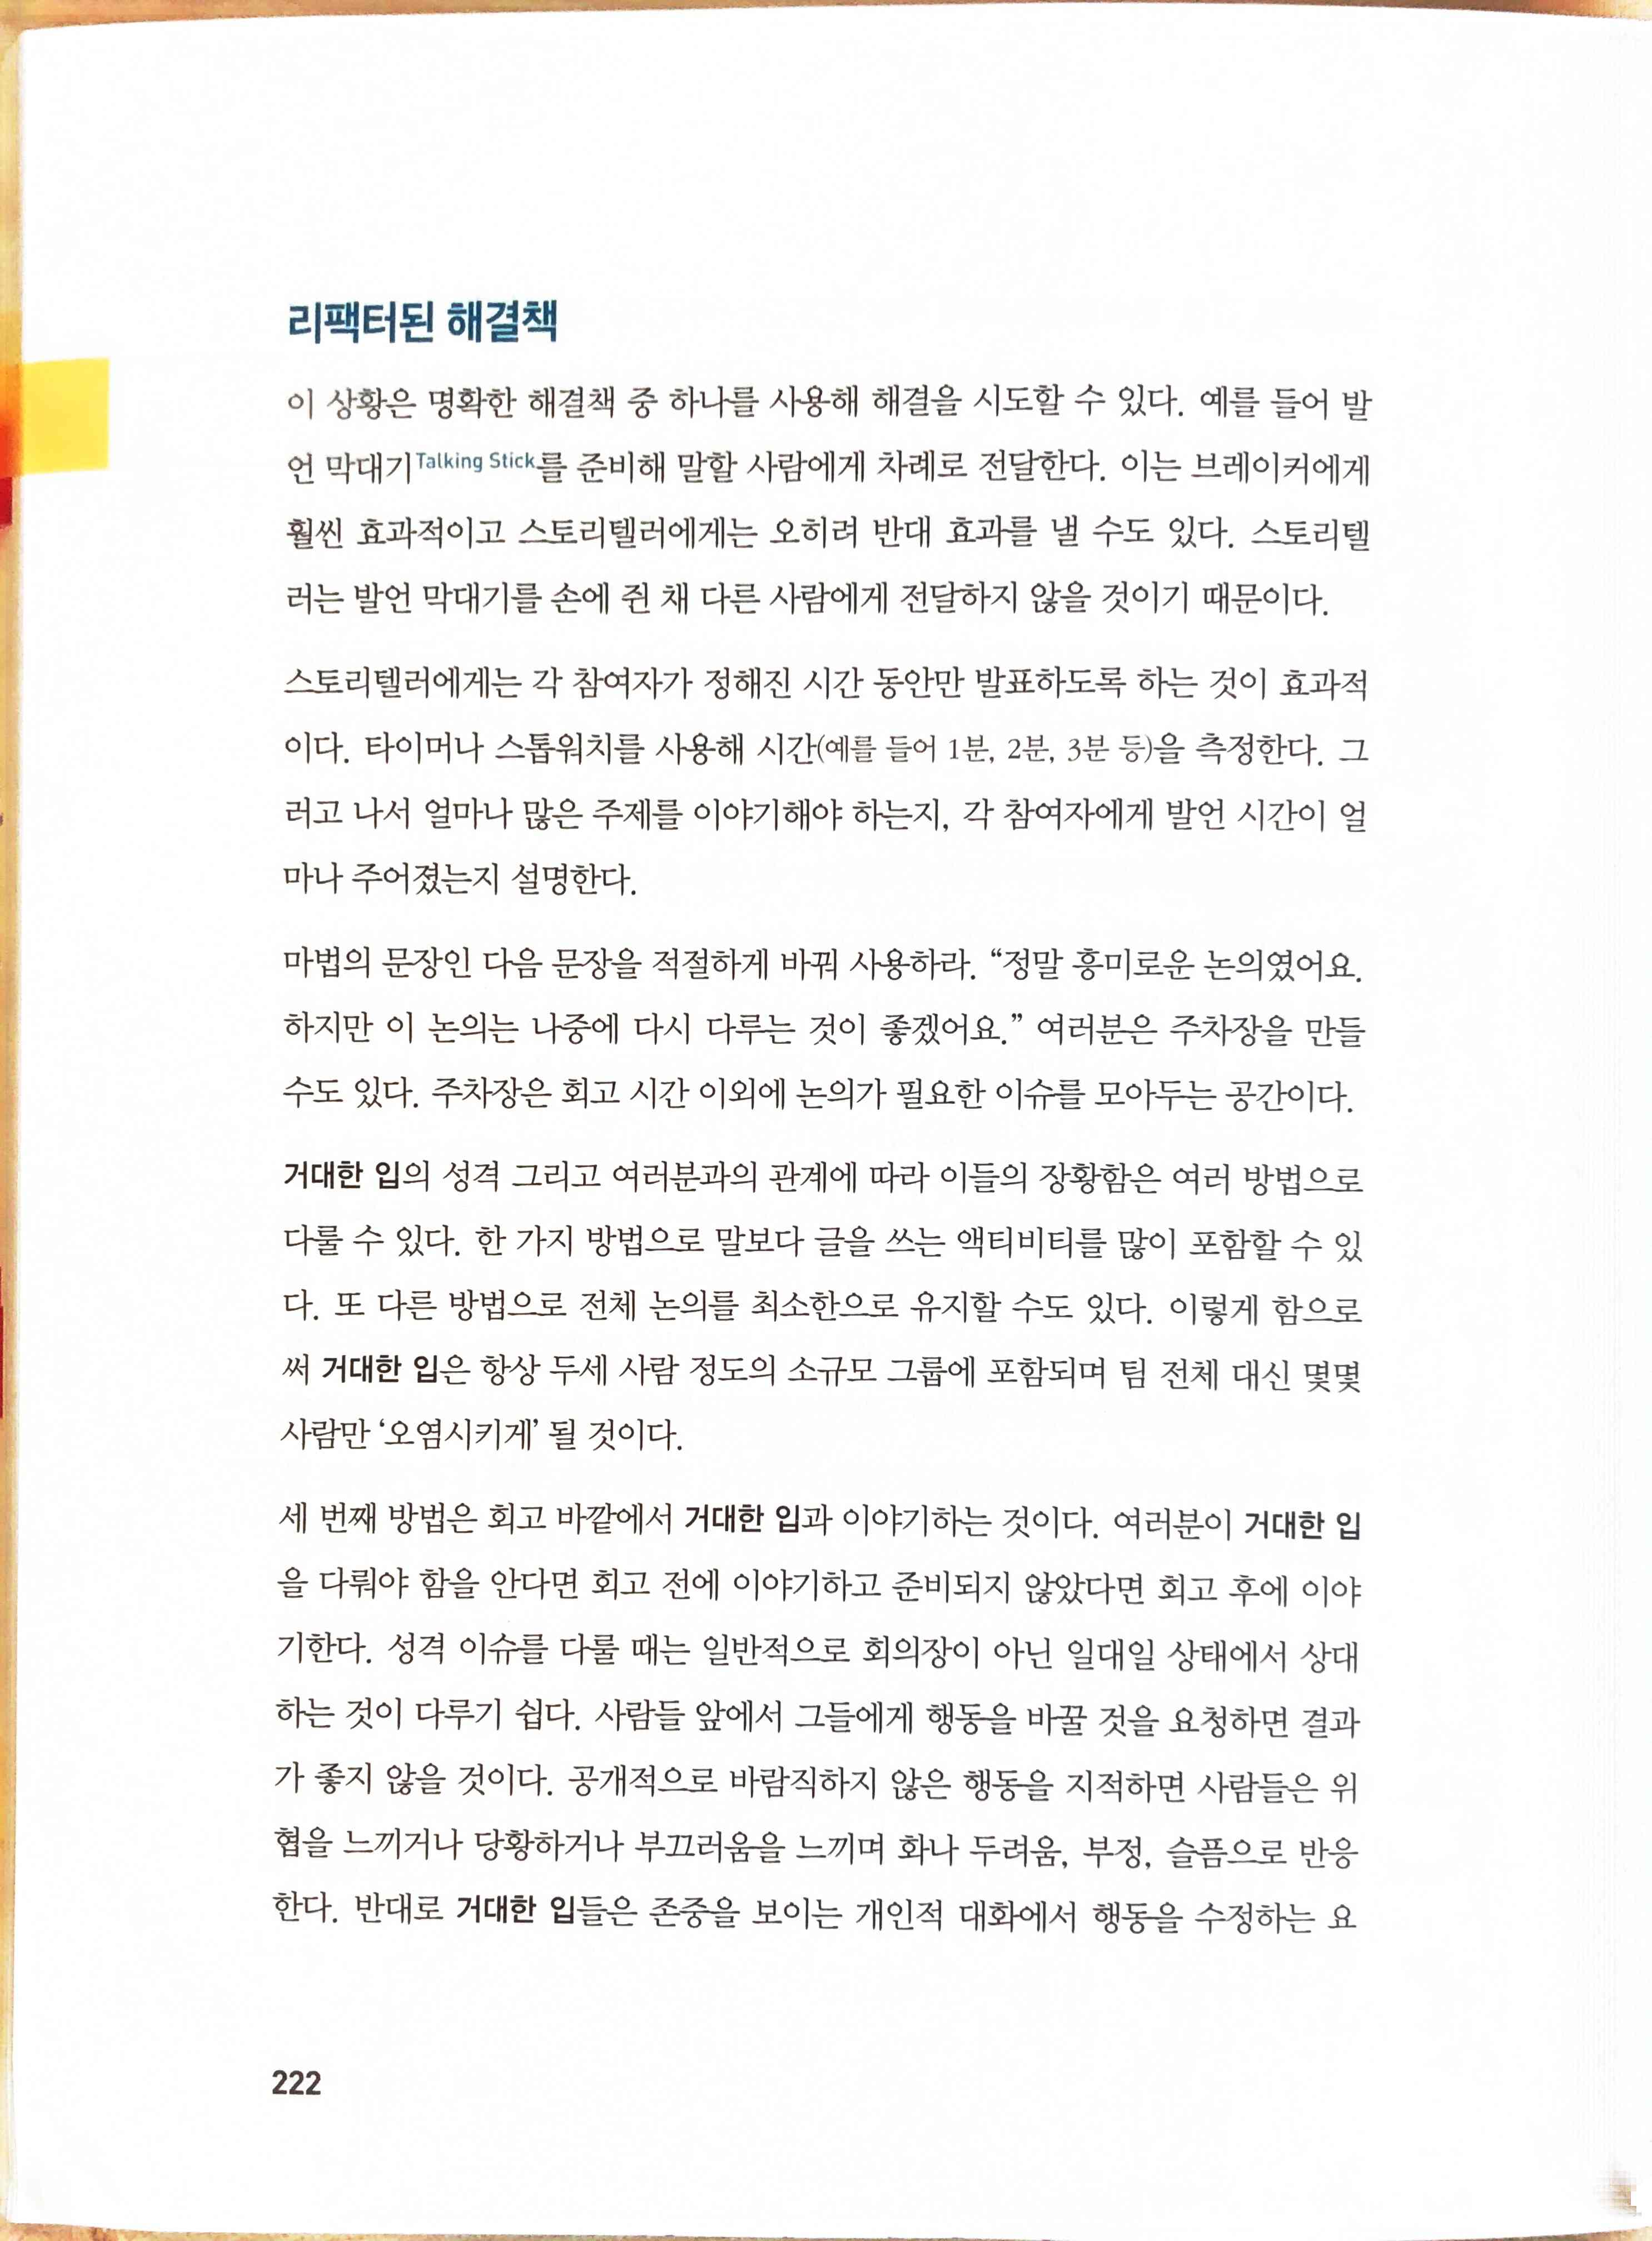 리팩터된 해결책
이 상황은 명확한 해결책 중 하나를 사용해 해결을 시도할 수 있다. 예를 들어 발
언 막대기Talking Stick를 준비해 말할 사람에게 차례로 전달한다. 이는 브레이커에게
훨씬 효과적이고 스토리텔러에게는 오히려 반대 효과를 낼 수도 있다. 스토리텔
러는 발언 막대기를 손에 쥔 채 다른 사람에게 전달하지 않을 것이기 때문이다.
스토리텔러에게는 각 참여자가 정해진 시간 동안만 발표하도록 하는 것이 효과적
이다. 타이머나 스톱워치를 사용해 시간(예를 들어 1분, 2분, 3분 등)을 측정한다. 그
러고 나서 얼마나 많은 주제를 이야기해야 하는지, 각 참여자에게 발언 시간이 얼
마나 주어졌는지 설명한다.
마법의 문장인 다음 문장을 적절하게 바꿔 사용하라. “정말 흥미로운 논의였어요.
하지만 이 논의는 나중에 다시 다루는 것이 좋겠어요.” 여러분은 주차장을 만들
수도 있다. 주차장은 회고 시간 이외에 논의가 필요한 이슈를 모아두는 공간이다.
거대한 입의 성격 그리고 여러분과의 관계에 따라 이들의 장황함은 여러 방법으로
다룰 수 있다. 한 가지 방법으로 말보다 글을 쓰는 액티비티를 많이 포함할 수 있
다. 또 다른 방법으로 전체 논의를 최소한으로 유지할 수도 있다. 이렇게 함으로
써 거대한 입은 항상 두세 사람 정도의 소규모 그룹에 포함되며 팀 전체 대신 몇몇
사람만 ‘오염시키게’ 될 것이다.
세 번째 방법은 회고 바깥에서 거대한 입과 이야기하는 것이다. 여러분이 거대한 입
을 다뤄야 함을 안다면 회고 전에 이야기하고 준비되지 않았다면 회고 후에 이야
기한다. 성격 이슈를 다룰 때는 일반적으로 회의장이 아닌 일대일 상태에서 상대
하는 것이 다루기 쉽다. 사람들 앞에서 그들에게 행동을 바꿀 것을 요청하면 결과
가 좋지 않을 것이다. 공개적으로 바람직하지 않은 행동을 지적하면 사람들은 위
협을 느끼거나 당황하거나 부끄러움을 느끼며 화나 두려움, 부정, 슬픔으로 반응
한다. 반대로 거대한 입들은 존중을 보이는 개인적 대화에서 행동을 수정하는 요
222